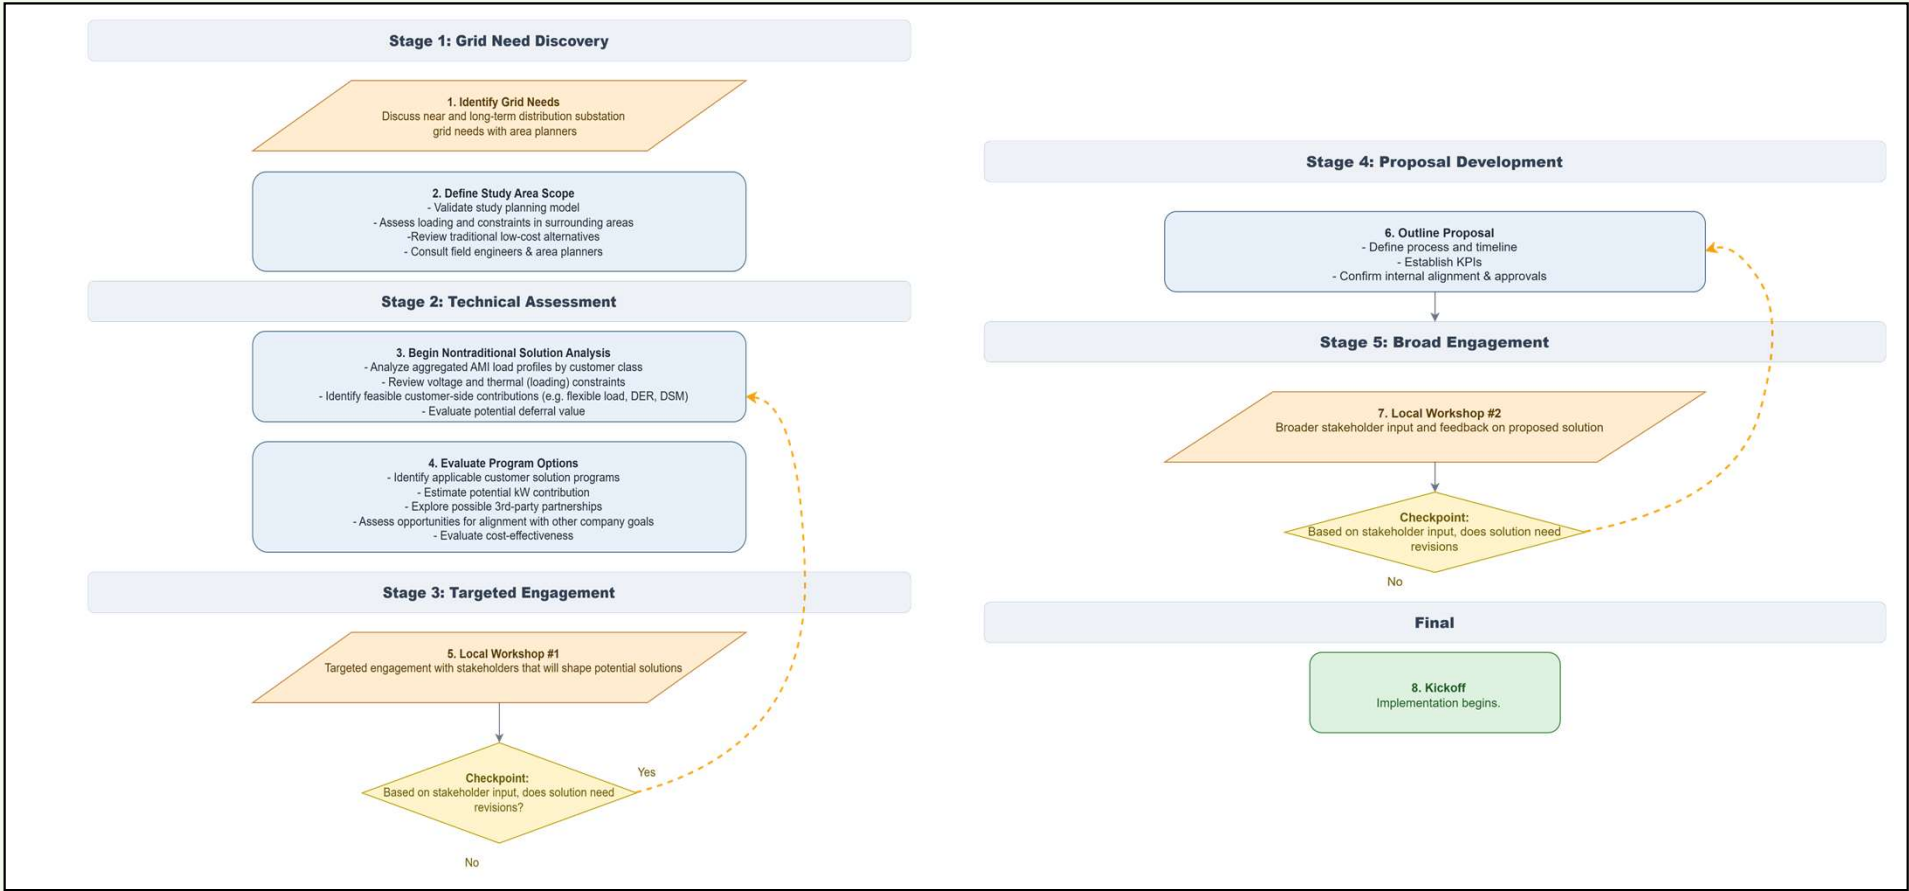 Stage 1: Grid Need Discovery
1. Identify Grid Needs
Discuss near and long-term distribution substation
grid needs with area planners
2. Define Study Area Scope
- Validate study planning model
- Assess loading and constraints in surrounding areas
-Review traditional low-cost alternatives
- Consult field engineers & area planners
Stage 2: Technical Assessment
3. Begin Nontraditional Solution Analysis
- Analyze aggregated AMI load profiles by customer class
- Review voltage and thermal (loading) constraints
- Identify feasible customer-side contributions (e.g. flexible load, DER, DSM)
- Evaluate potential deferral value
4. Evaluate Program Options
- Identify applicable customer solution programs
- Estimate potential kW contribution
- Explore possible 3rd-party partnerships
- Assess opportunities for alignment with other company goals
- Evaluate cost-effectiveness
Stage 3: Targeted Engagement
5. Local Workshop #1
Targeted engagement with stakeholders that will shape potential solutions
Checkpoint:
Based on stakeholder input, does solution need
revisions?
Yes
No
Stage 4: Proposal Development
6. Outline Proposal
- Define process and timeline
- Establish KPIs
- Confirm internal alignment & approvals
Stage 5: Broad Engagement
7. Local Workshop #2
Broader stakeholder input and feedback on proposed solution
Checkpoint:
Based on stakeholder input, does solution need
revisions
No
Final
8. Kickoff
Implementation begins.